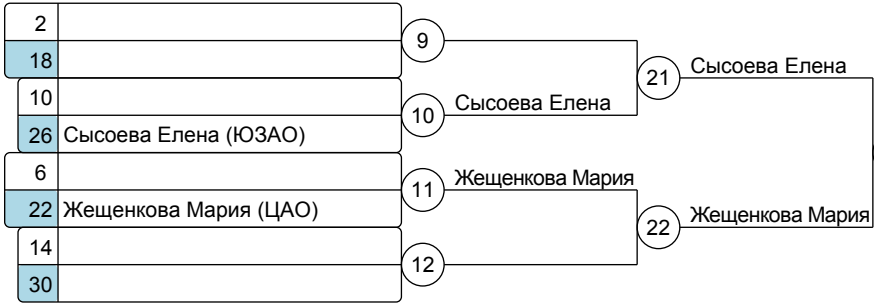 2
9
18
21 Сысоева Елена
10
10 Сысоева Елена
26 Сысоева Елена (ЮЗАО)
6
11 Жещенкова Мария
22 Жещенкова Мария (ЦАО)
22 Жещенкова Мария
14
12
30